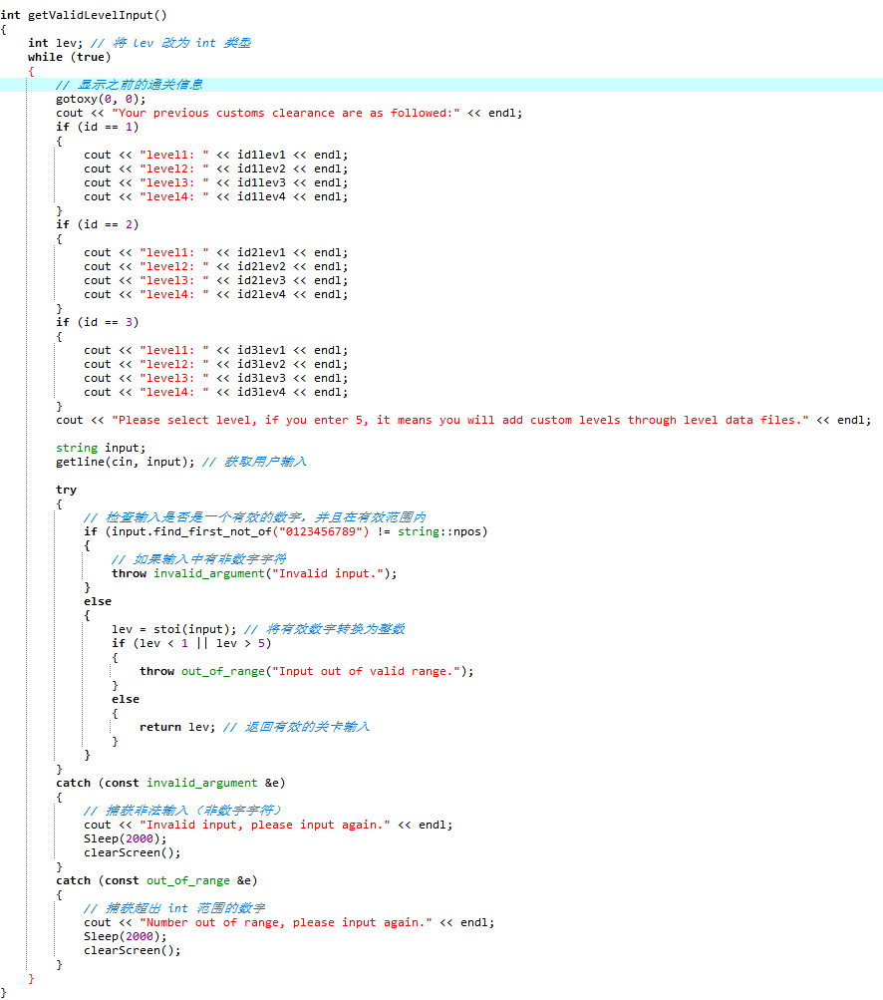 int getValidLevelInput()
{
    int lev; // 将 lev 改为 int 类型
    while (true)
    {
        // 显示之前的通关信息
        gotoxy(0, 0);
        cout << "Your previous customs clearance are as followed:" << endl;
        if (id == 1)
        {
            cout << "level1: " << id1lev1 << endl;
            cout << "level2: " << id1lev2 << endl;
            cout << "level3: " << id1lev3 << endl;
            cout << "level4: " << id1lev4 << endl;
        }
        if (id == 2)
        {
            cout << "level1: " << id2lev1 << endl;
            cout << "level2: " << id2lev2 << endl;
            cout << "level3: " << id2lev3 << endl;
            cout << "level4: " << id2lev4 << endl;
        }
        if (id == 3)
        {
            cout << "level1: " << id3lev1 << endl;
            cout << "level2: " << id3lev2 << endl;
            cout << "level3: " << id3lev3 << endl;
            cout << "level4: " << id3lev4 << endl;
        }
        cout << "Please select level, if you enter 5, it means you will add custom levels through level data files." << endl;

        string input;
        getline(cin, input); // 获取用户输入

        try
        {
            // 检查输入是否是一个有效的数字，并且在有效范围内
            if (input.find_first_not_of("0123456789") != string::npos)
            {
                // 如果输入中有非数字字符
                throw invalid_argument("Invalid input.");
            }
            else
            {
                lev = stoi(input); // 将有效数字转换为整数
                if (lev < 1 || lev > 5)
                {
                    throw out_of_range("Input out of valid range.");
                }
                else
                {
                    return lev; // 返回有效的关卡输入
                }
            }
        }
        catch (const invalid_argument &e)
        {
            // 捕获非法输入（非数字字符）
            cout << "Invalid input, please input again." << endl;
            Sleep(2000);
            clearScreen();
        }
        catch (const out_of_range &e)
        {
            // 捕获超出 int 范围的数字
            cout << "Number out of range, please input again." << endl;
            Sleep(2000);
            clearScreen();
        }
    }
}